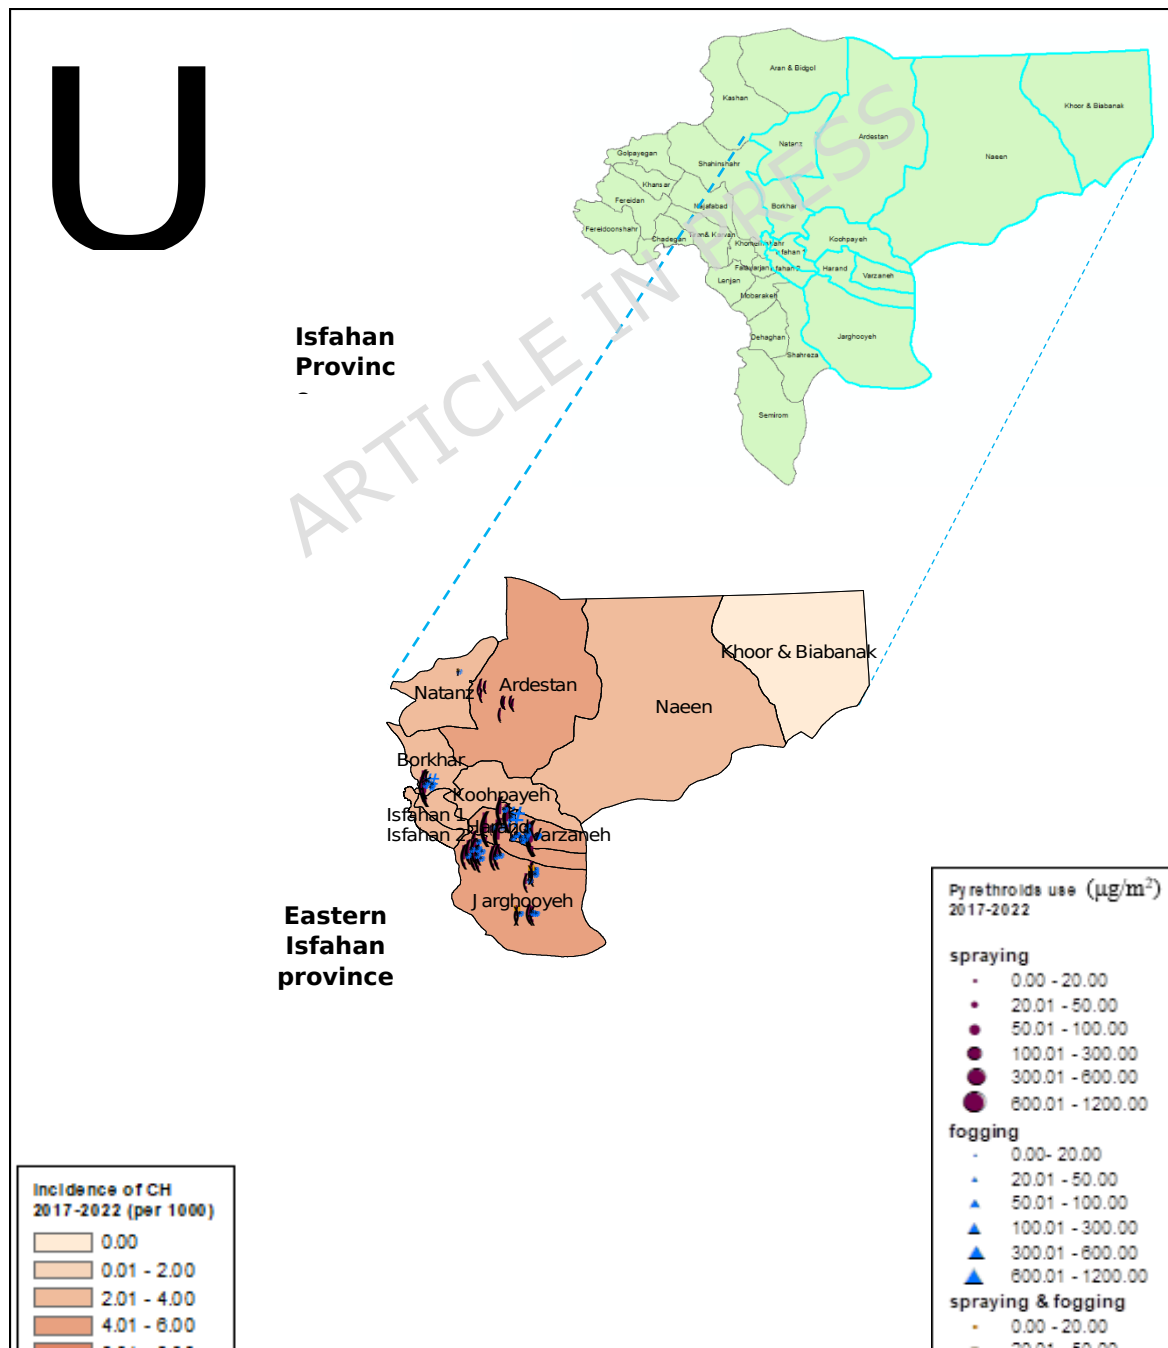 U
Aran & Bidgol
Kashan
Khoor & Biabanak
Ardestan
Natanz
Naeen
Golpayegan
Shahinshahr
Khansar
Fereidan
Najafabad
Borkhar
Fereidoonshahr
Chadegan
Koohpayeh
Harand
Varzaneh
Lenjan
Mobarakeh
Dehaghan
Jarghooyeh
Shahreza
Semirom
ARTICLE IN PRESS
Isfahan
Provinc
Khoor & Biabanak
Natanz
Ardestan
Naeen
Borkhar
Koohpayeh
Isfahan 1
Harand
Isfahan 2
Varzaneh
Jarghooyeh
Eastern
Isfahan
province
Pyrethroids use (μg/m²)
2017-2022
spraying
0.00 - 20.00
20.01 - 50.00
50.01 - 100.00
100.01 - 300.00
300.01 - 600.00
600.01 - 1200.00
fogging
0.00- 20.00
20.01 - 50.00
50.01 - 100.00
100.01 - 300.00
300.01 - 600.00
600.01 - 1200.00
spraying & fogging
0.00 - 20.00
Incidence of CH
2017-2022 (per 1000)
0.00
0.01 - 2.00
2.01 - 4.00
4.01 - 6.00